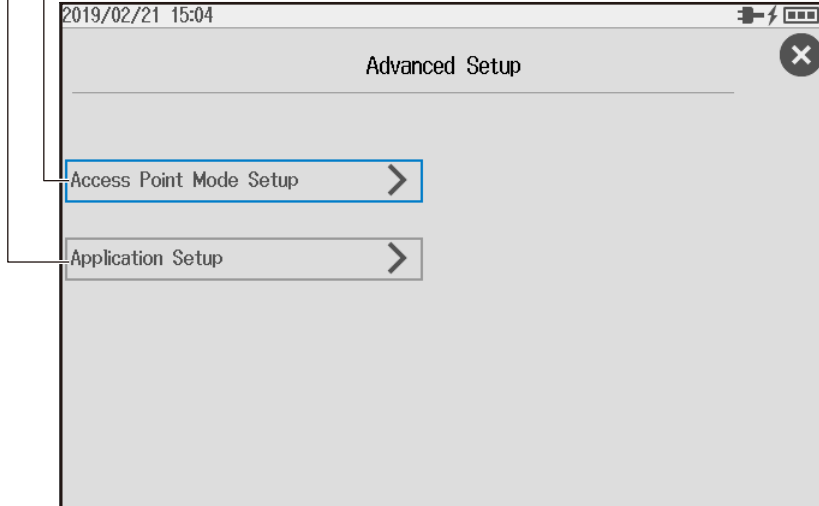 2019/02/21 15:04
Advanced Setup
Access Point Mode Setup
Application Setup